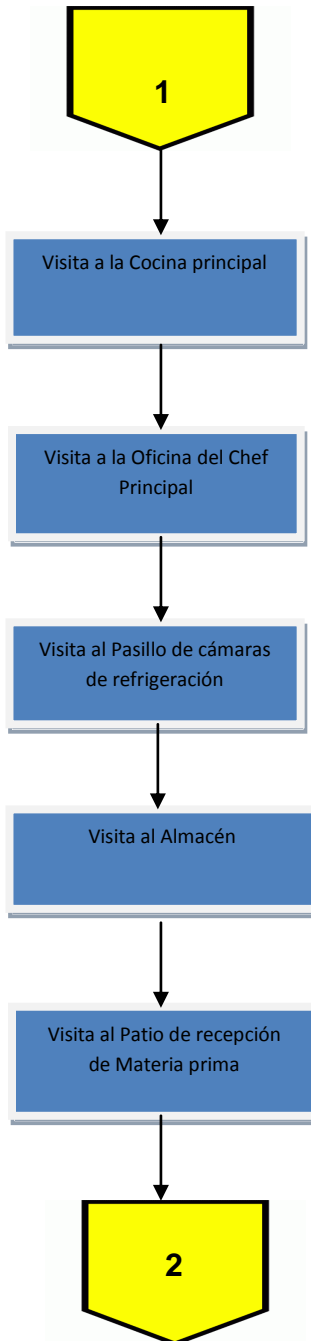 1
Visita a la Cocina principal
Visita a la Oficina del Chef
Principal
Visita al Pasillo de cámaras
de refrigeración
Visita al Almacén
Visita al Patio de recepción
de Materia prima
2